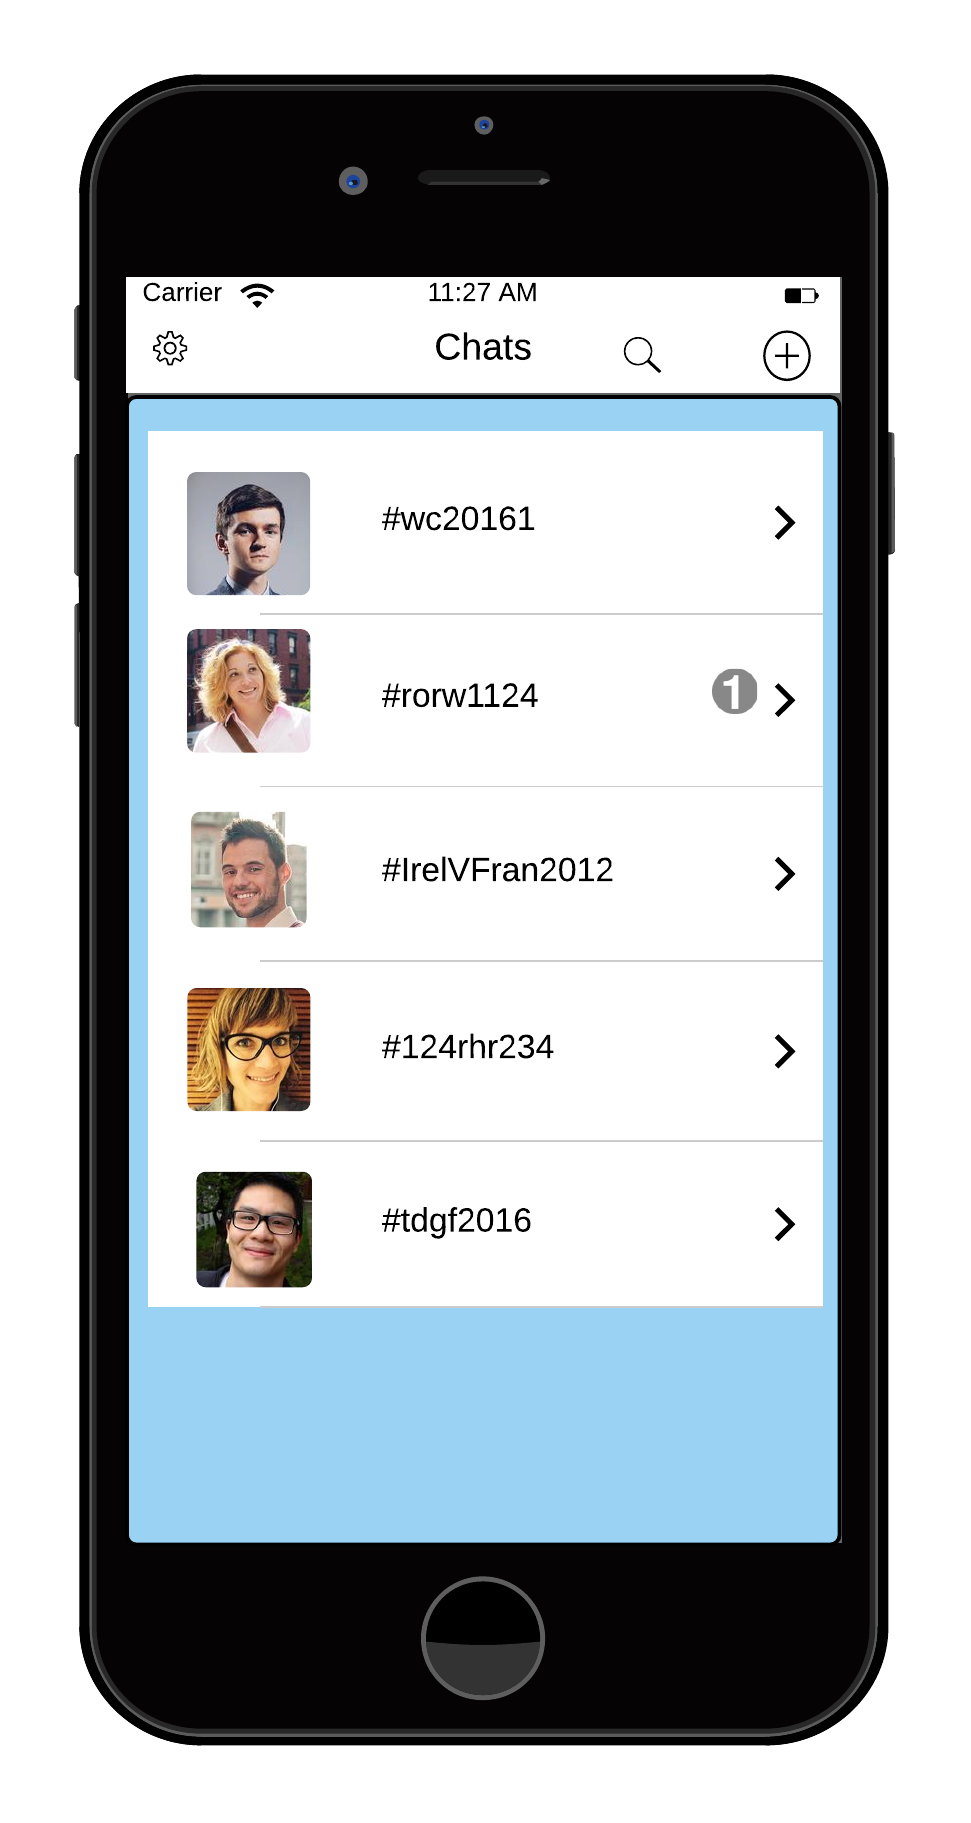 Carrier 11:27 AM
Chats
#wc20161
#rorw1124 1
#IrelVFran2012
#124rhr234
#tdgf2016